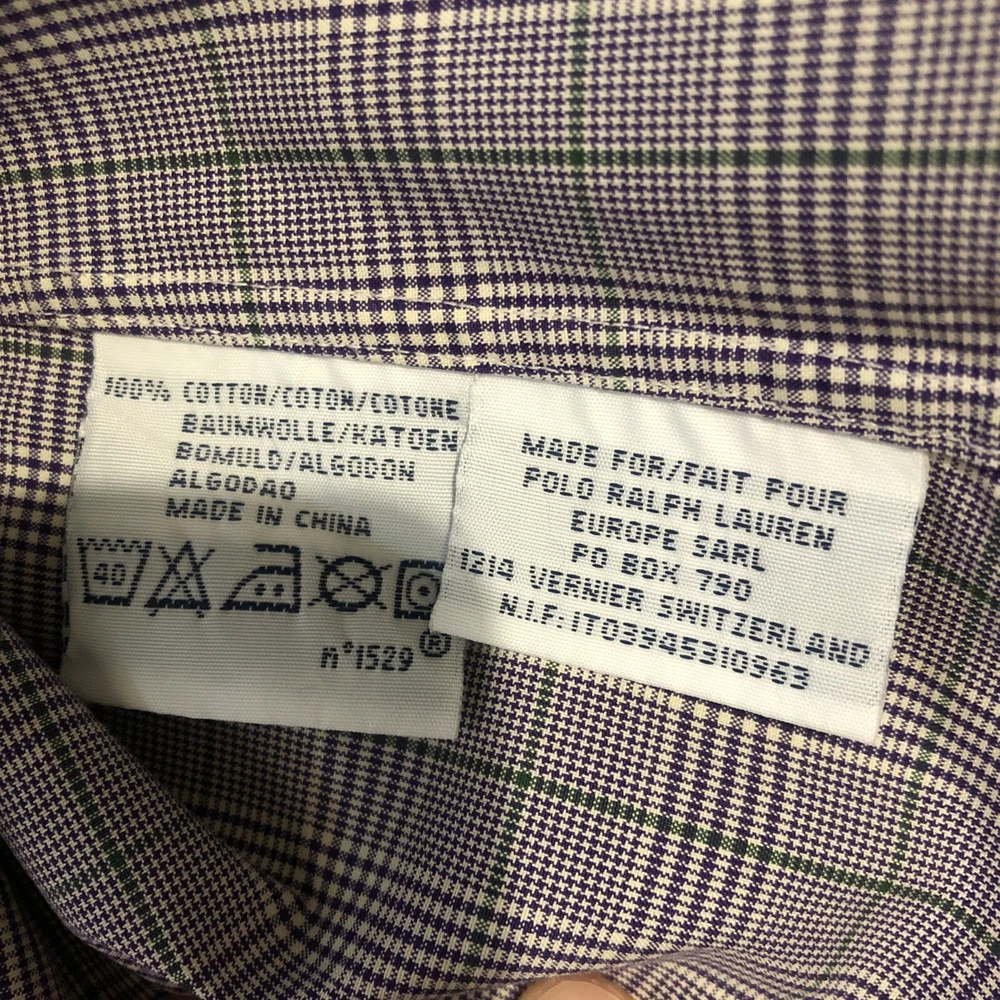 100% COTTON/COTON/COTONE
BAUMWOLLE/KATOEN
BOMULD/ALGODON
ALGODAO
MADE IN CHINA
40
n°1529 ®
MADE FOR/FAIT POUR
POLO RALPH LAUREN
EUROPE SARL
PO BOX 790
1214 VERNIER SWITZERLAND
N.I.F.:IT03945310963